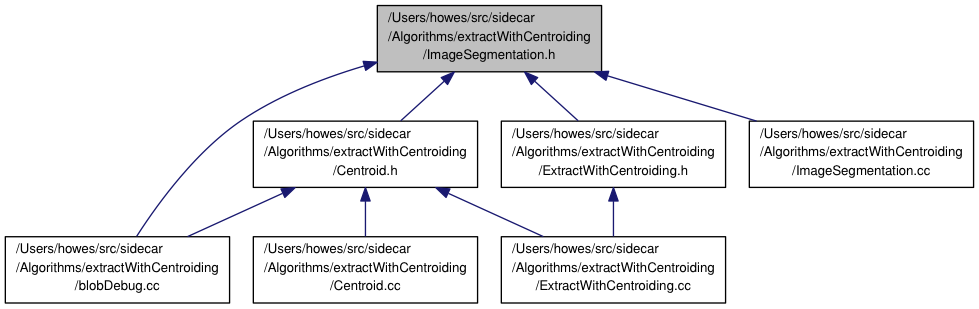 /Users/howes/src/sidecar
/Algorithms/extractWithCentroiding
/ImageSegmentation.h
/Users/howes/src/sidecar
/Algorithms/extractWithCentroiding
/Centroid.h
/Users/howes/src/sidecar
/Algorithms/extractWithCentroiding
/ExtractWithCentroiding.h
/Users/howes/src/sidecar
/Algorithms/extractWithCentroiding
/ImageSegmentation.cc
/Users/howes/src/sidecar
/Algorithms/extractWithCentroiding
/blobDebug.cc
/Users/howes/src/sidecar
/Algorithms/extractWithCentroiding
/Centroid.cc
/Users/howes/src/sidecar
/Algorithms/extractWithCentroiding
/ExtractWithCentroiding.cc